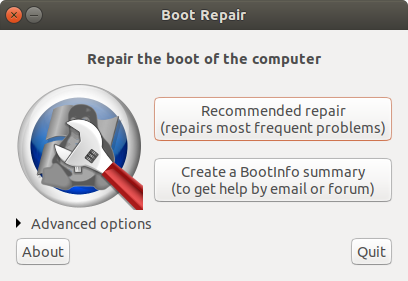 Boot Repair
Repair the boot of the computer
Recommended repair
(repairs most frequent problems)
Create a BootInfo summary
(to get help by email or forum)
Advanced options
About
Quit